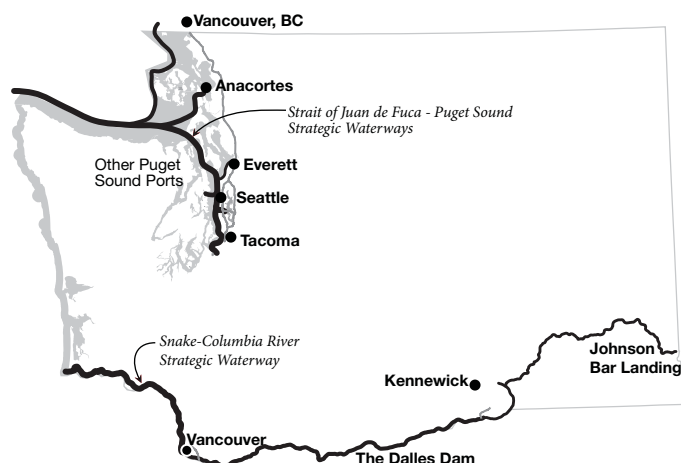 Vancouver, BC
Anacortes
Strait of Juan de Fuca - Puget Sound
Strategic Waterways
Other Puget
Sound Ports
Everett
Seattle
Tacoma
Snake-Columbia River
Strategic Waterway
Johnson
Bar Landing
Kennewick
Vancouver
The Dalles Dam